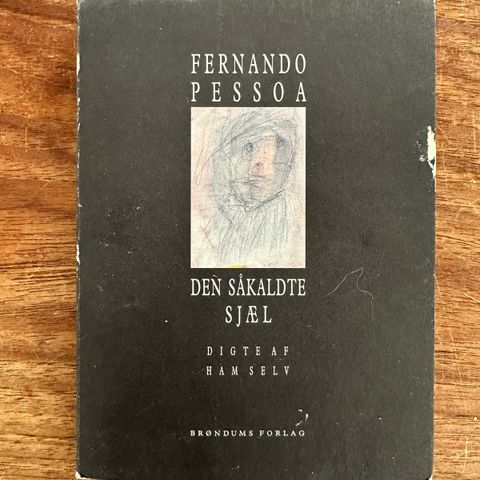 FERNANDO
PESSOA
DEN SÅKALDTE
SJÆL
DIGTE AF
HAM SELV
BRØNDUMS FORLAG